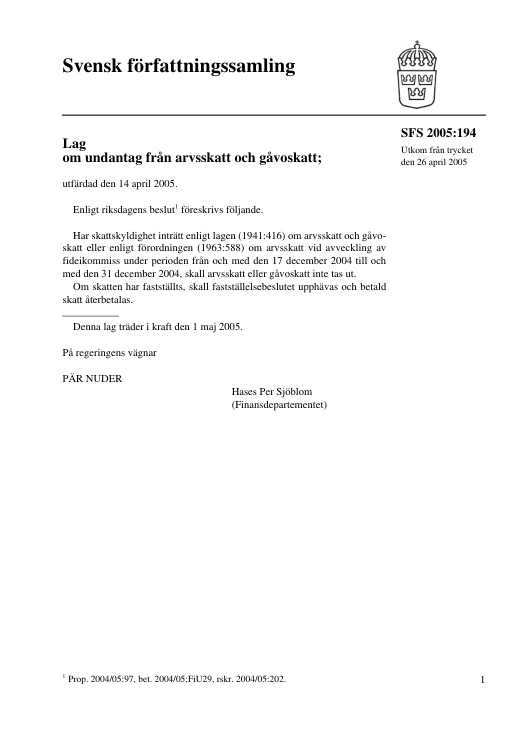 Svensk författningssamling
SFS 2005:194
Utkom från trycket
den 26 april 2005
Lag
om undantag från arvsskatt och gåvoskatt;
utfärdad den 14 april 2005.
Enligt riksdagens beslut1 föreskrivs följande.
Har skattskyldighet inträtt enligt lagen (1941:416) om arvsskatt och gåvo-
skatt eller enligt förordningen (1963:588) om arvsskatt vid avveckling av
fideikommiss under perioden från och med den 17 december 2004 till och
med den 31 december 2004, skall arvsskatt eller gåvoskatt inte tas ut.
Om skatten har fastställts, skall fastställelsebeslutet upphävas och betald
skatt återbetalas.
Denna lag träder i kraft den 1 maj 2005.
På regeringens vägnar
PÄR NUDER
Hases Per Sjöblom
(Finansdepartementet)
1 Prop. 2004/05:97, bet. 2004/05:FiU29, rskr. 2004/05:202.
1